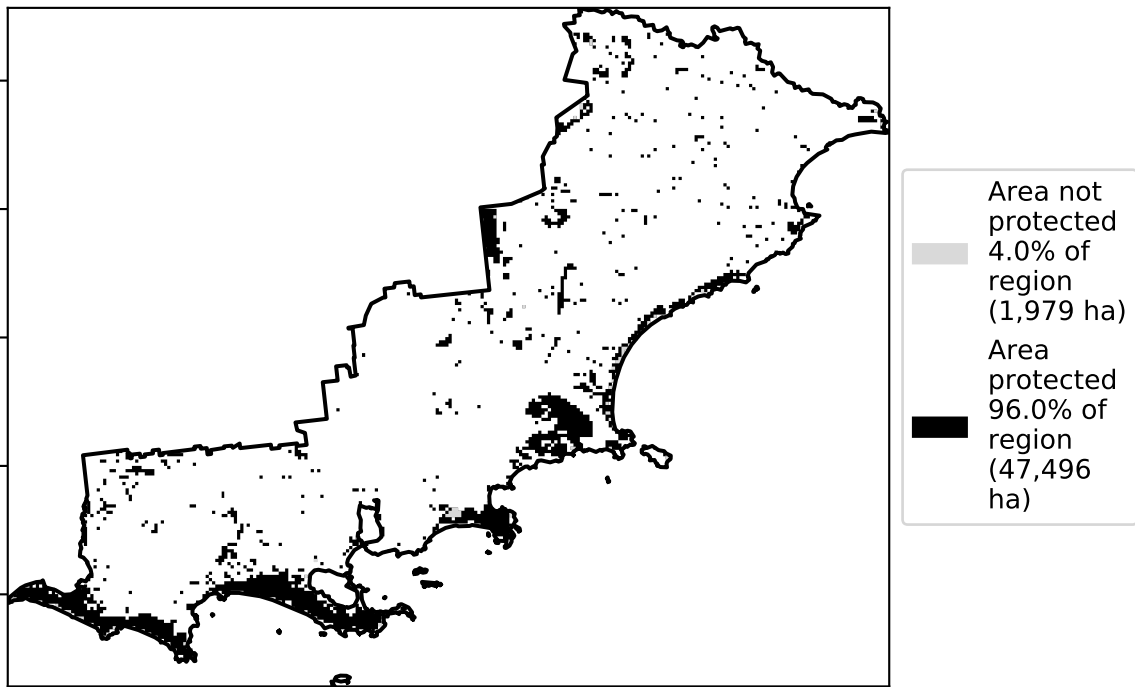 Area not
protected
4.0% of
region
(1,979 ha)
Area
protected
96.0% of
region
(47,496
ha)